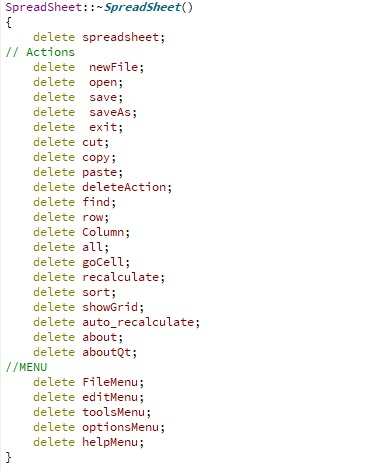 SpreadSheet::~SpreadSheet()
{
    delete spreadsheet;
// Actions
    delete  newFile;
    delete  open;
    delete  save;
    delete  saveAs;
    delete  exit;
    delete cut;
    delete copy;
    delete paste;
    delete deleteAction;
    delete find;
    delete row;
    delete Column;
    delete all;
    delete goCell;
    delete recalculate;
    delete sort;
    delete showGrid;
    delete auto_recalculate;
    delete about;
    delete aboutQt;
//MENU
    delete FileMenu;
    delete editMenu;
    delete toolsMenu;
    delete optionsMenu;
    delete helpMenu;
}